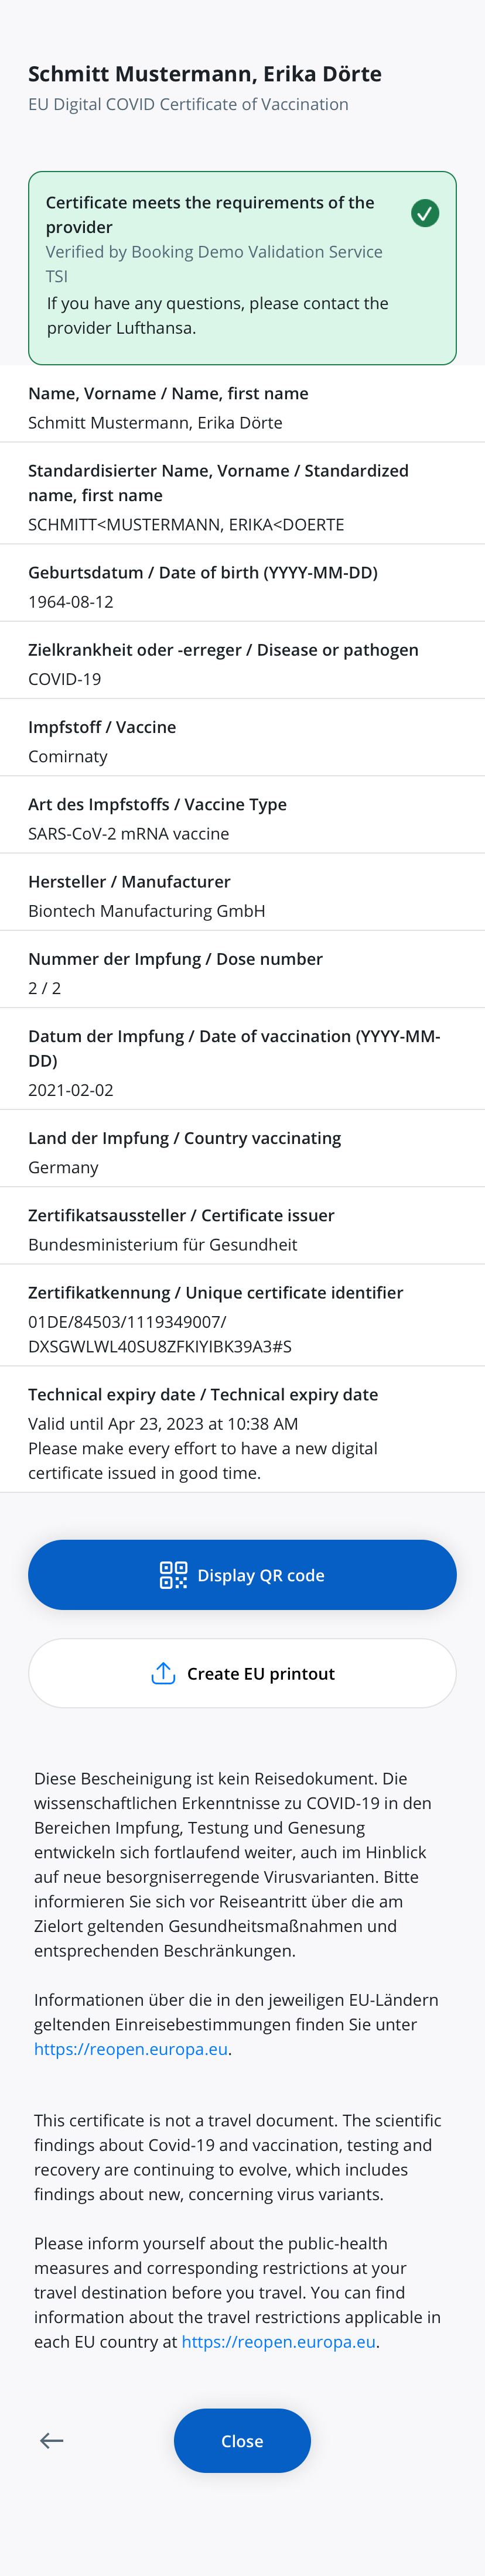 Schmitt Mustermann, Erika Dörte
EU Digital COVID Certificate of Vaccination
Certificate meets the requirements of the
provider
Verified by Booking Demo Validation Service
TSI
If you have any questions, please contact the
provider Lufthansa.
Name, Vorname / Name, first name
Schmitt Mustermann, Erika Dörte
Standardisierter Name, Vorname / Standardized
name, first name
SCHMITT<MUSTERMANN, ERIKA<DOERTE
Geburtsdatum / Date of birth (YYYY-MM-DD)
1964-08-12
Zielkrankheit oder -erreger / Disease or pathogen
COVID-19
Impfstoff / Vaccine
Comirnaty
Art des Impfstoffs / Vaccine Type
SARS-CoV-2 mRNA vaccine
Hersteller / Manufacturer
Biontech Manufacturing GmbH
Nummer der Impfung / Dose number
2 / 2
Datum der Impfung / Date of vaccination (YYYY-MM-
DD)
2021-02-02
Land der Impfung / Country vaccinating
Germany
Zertifikatsaussteller / Certificate issuer
Bundesministerium für Gesundheit
Zertifikatkennung / Unique certificate identifier
01DE/84503/1119349007/
DXSGWLWL40SU8ZFKIYIBK39A3#S
Technical expiry date / Technical expiry date
Valid until Apr 23, 2023 at 10:38 AM
Please make every effort to have a new digital
certificate issued in good time.
Display QR code
Create EU printout
Diese Bescheinigung ist kein Reisedokument. Die
wissenschaftlichen Erkenntnisse zu COVID-19 in den
Bereichen Impfung, Testung und Genesung
entwickeln sich fortlaufend weiter, auch im Hinblick
auf neue besorgniserregende Virusvarianten. Bitte
informieren Sie sich vor Reiseantritt über die am
Zielort geltenden Gesundheitsmaßnahmen und
entsprechenden Beschränkungen.
Informationen über die in den jeweiligen EU-Ländern
geltenden Einreisebestimmungen finden Sie unter
https://reopen.europa.eu.
This certificate is not a travel document. The scientific
findings about Covid-19 and vaccination, testing and
recovery are continuing to evolve, which includes
findings about new, concerning virus variants.
Please inform yourself about the public-health
measures and corresponding restrictions at your
travel destination before you travel. You can find
information about the travel restrictions applicable in
each EU country at https://reopen.europa.eu.
Close